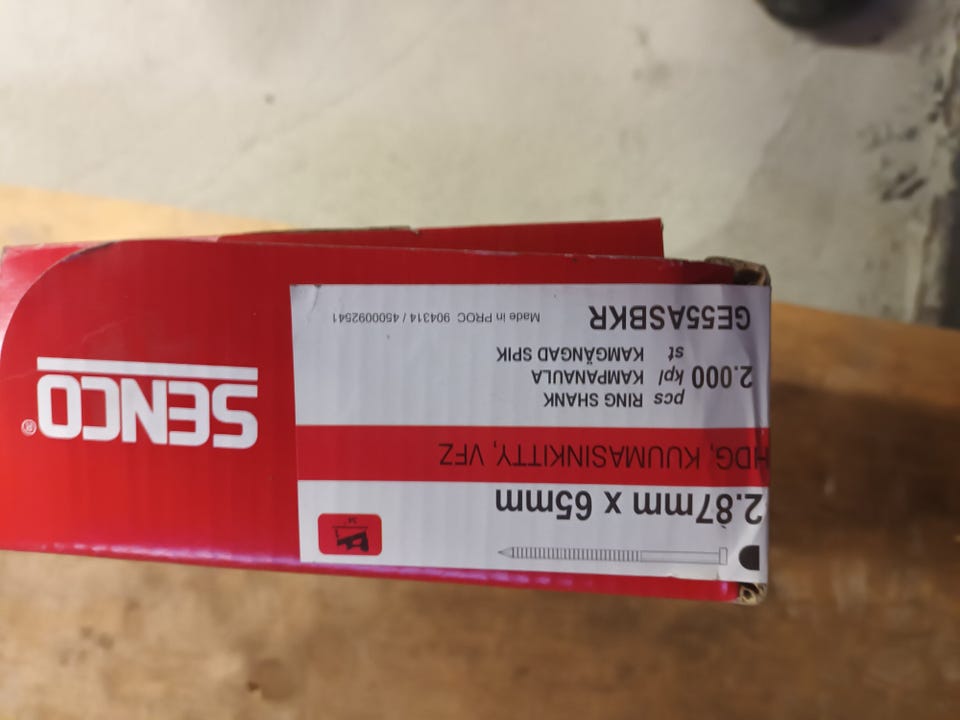 2.87mm x 65mm
34°
HDG, KUUMASINKITTY, VFZ
2.000 pcs RING SHANK
kpl KAMPANAULA
st KAMGÄNGAD SPIK
GE55ASBKR
Made in PROC 904314 / 4500092541
SENCO®